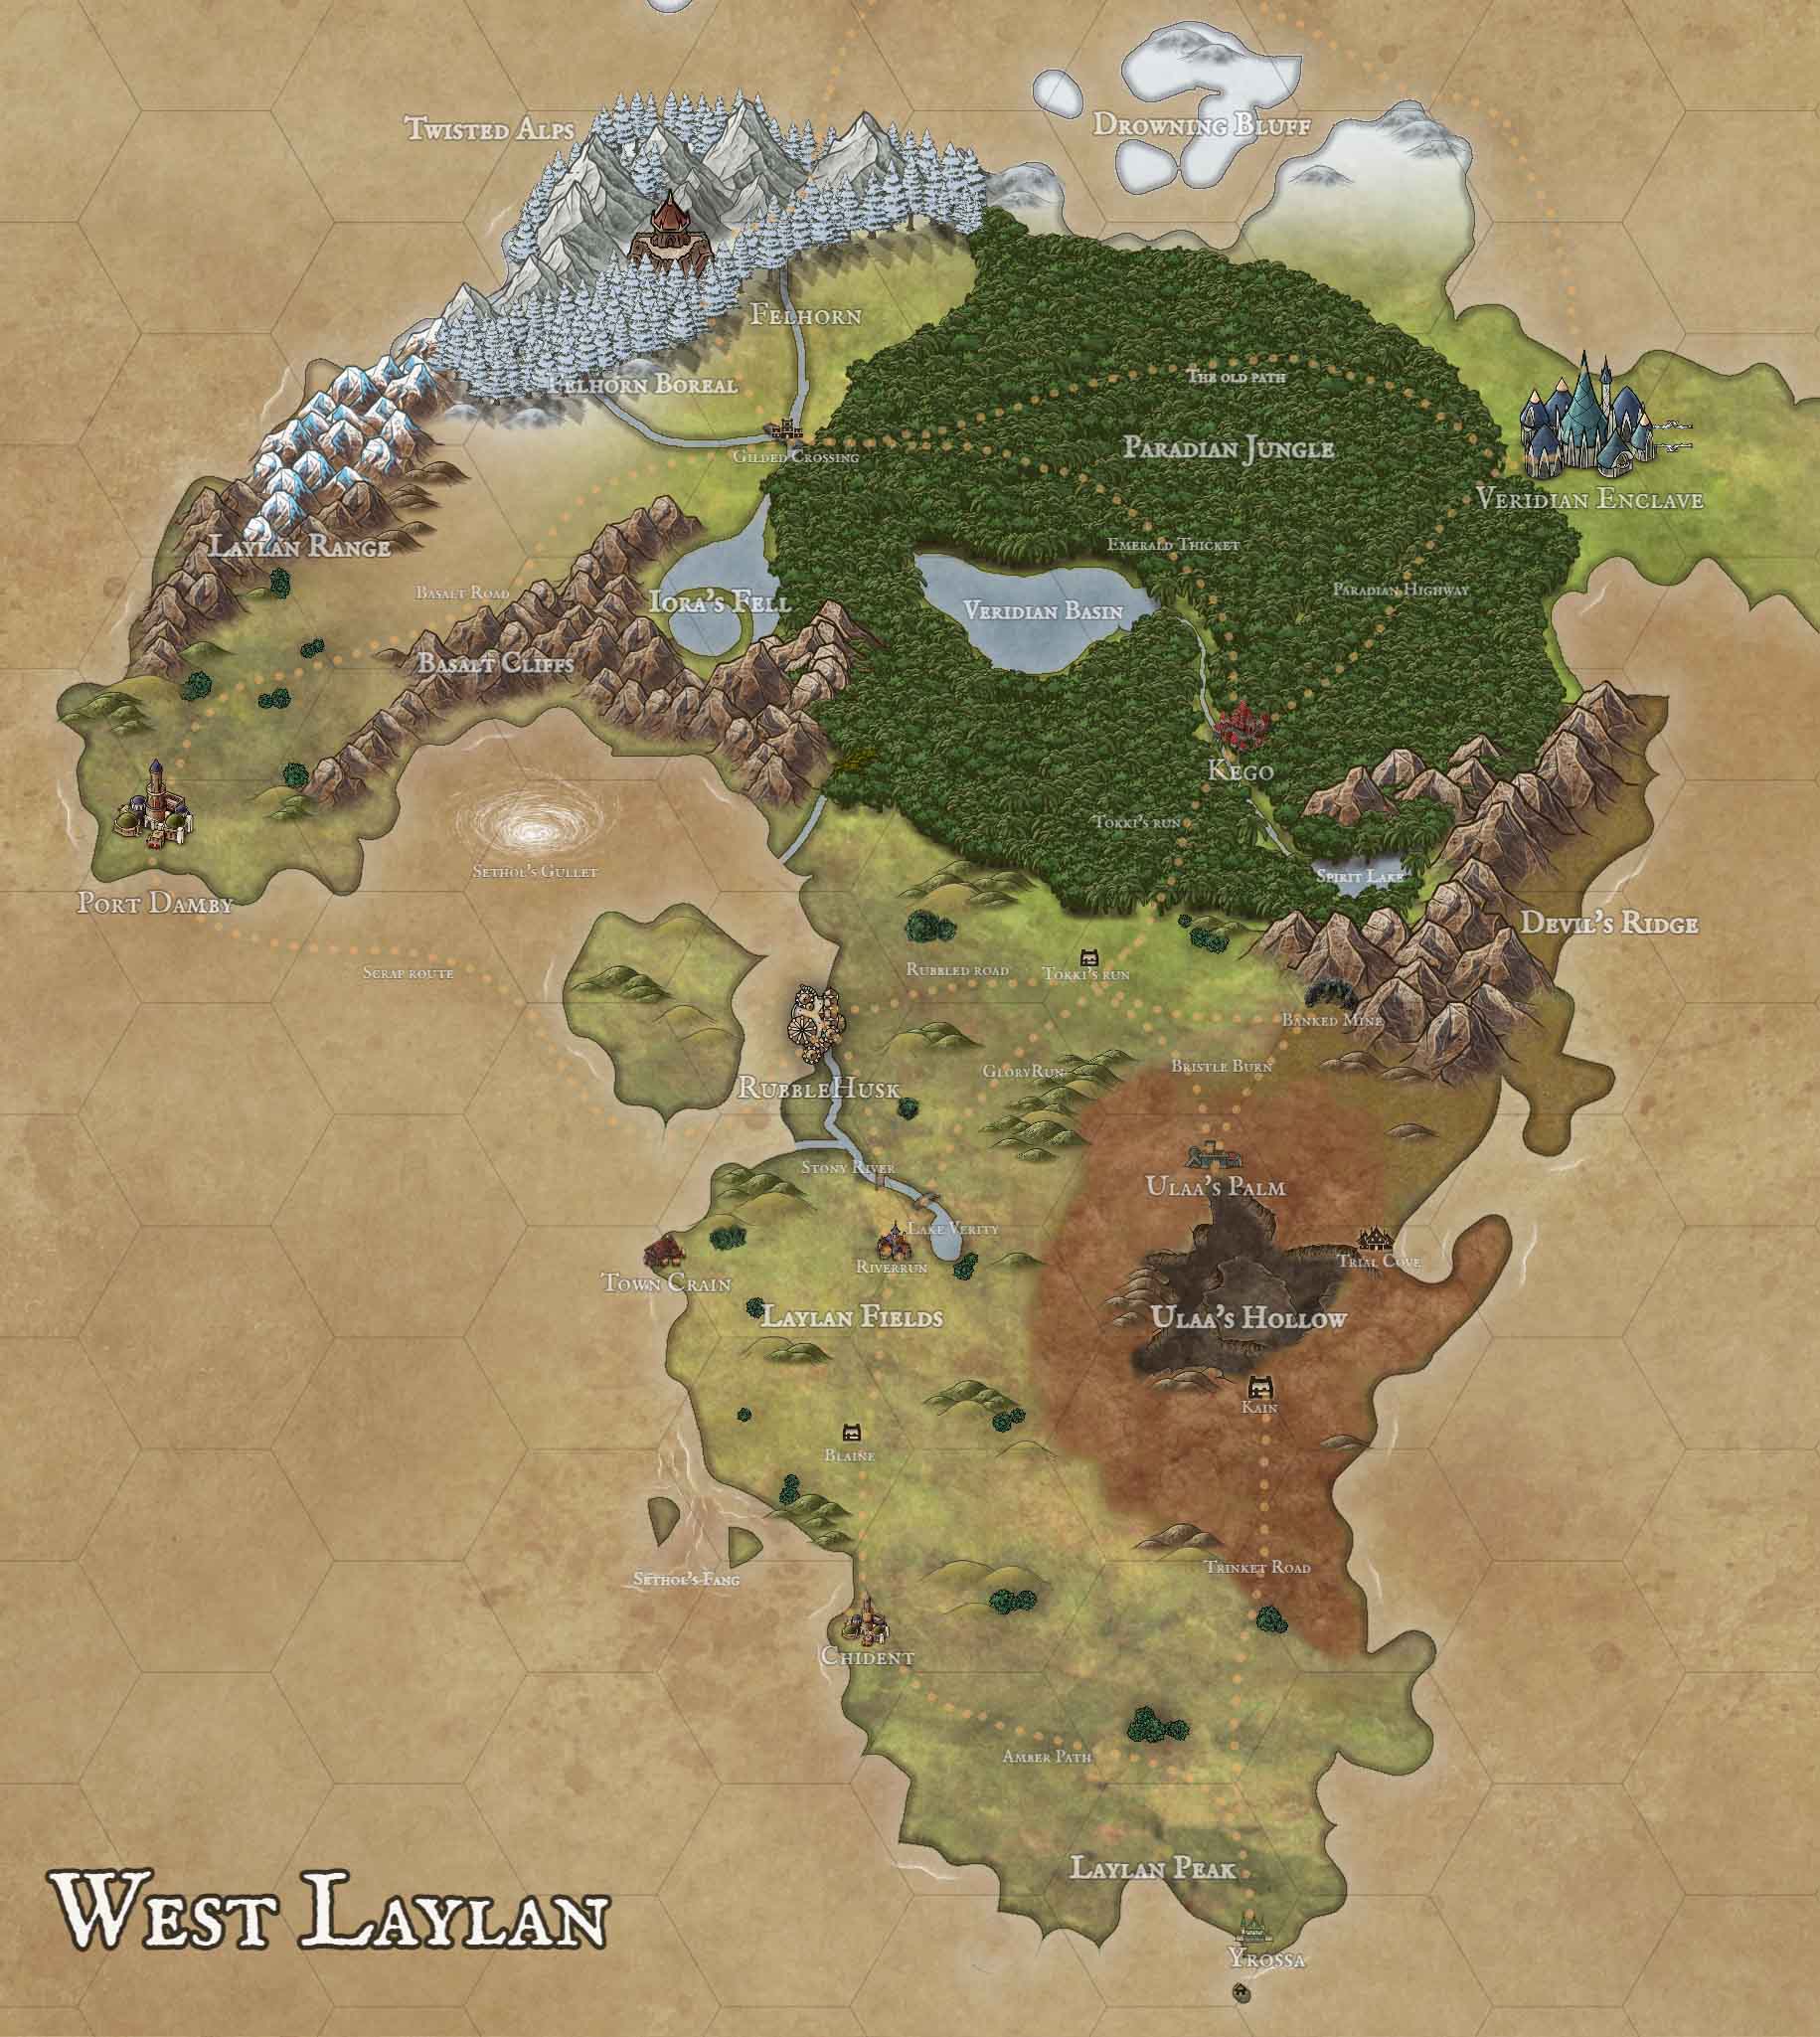 Twisted Alps
Drowning Bluff
Felhorn
The old path
Felhorn Boreal
Paradian Jungle
Gilded Crossing
Veridian Enclave
Laylan Range
Emerald Thicket
Basalt Road
Paradian Highway
Iora's Fell
Veridian Basin
Basalt Cliffs
Kego
Tokki's run
Sethol's Gullet
Spirit Lake
Port Damby
Devil's Ridge
Scrap route
Rubbled road
Tokki's run
Banked Mine
GloryRun
Bristle Burn
RubbleHusk
Stony River
Ulaa's Palm
Lake Verity
Riverrun
Trial Cove
Town Crain
Laylan Fields
Ulaa's Hollow
Kain
Blaine
Trinket Road
Sethol's Fang
Chident
Amber Path
Laylan Peak
West Laylan
Yrossa